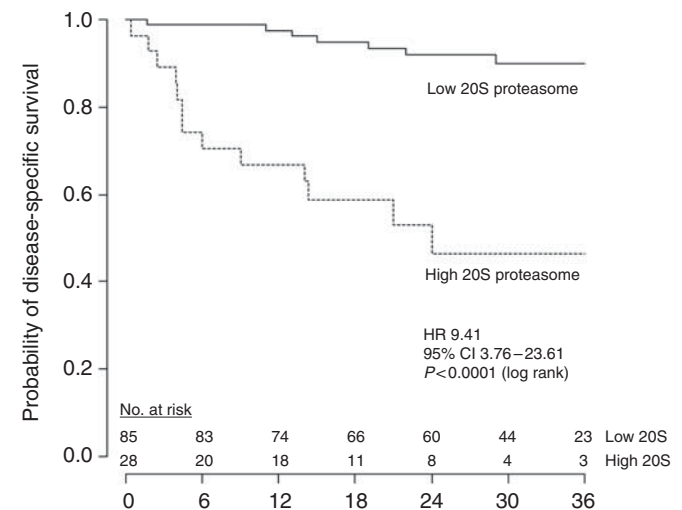 Probability of disease-specific survival
1.0
0.8
0.6
0.4
0.2
0.0
Low 20S proteasome
High 20S proteasome
HR 9.41
95% CI 3.76–23.61
P<0.0001 (log rank)
No. at risk
85 83 74 66 60 44 23 Low 20S
28 20 18 11 8 4 3 High 20S
0 6 12 18 24 30 36